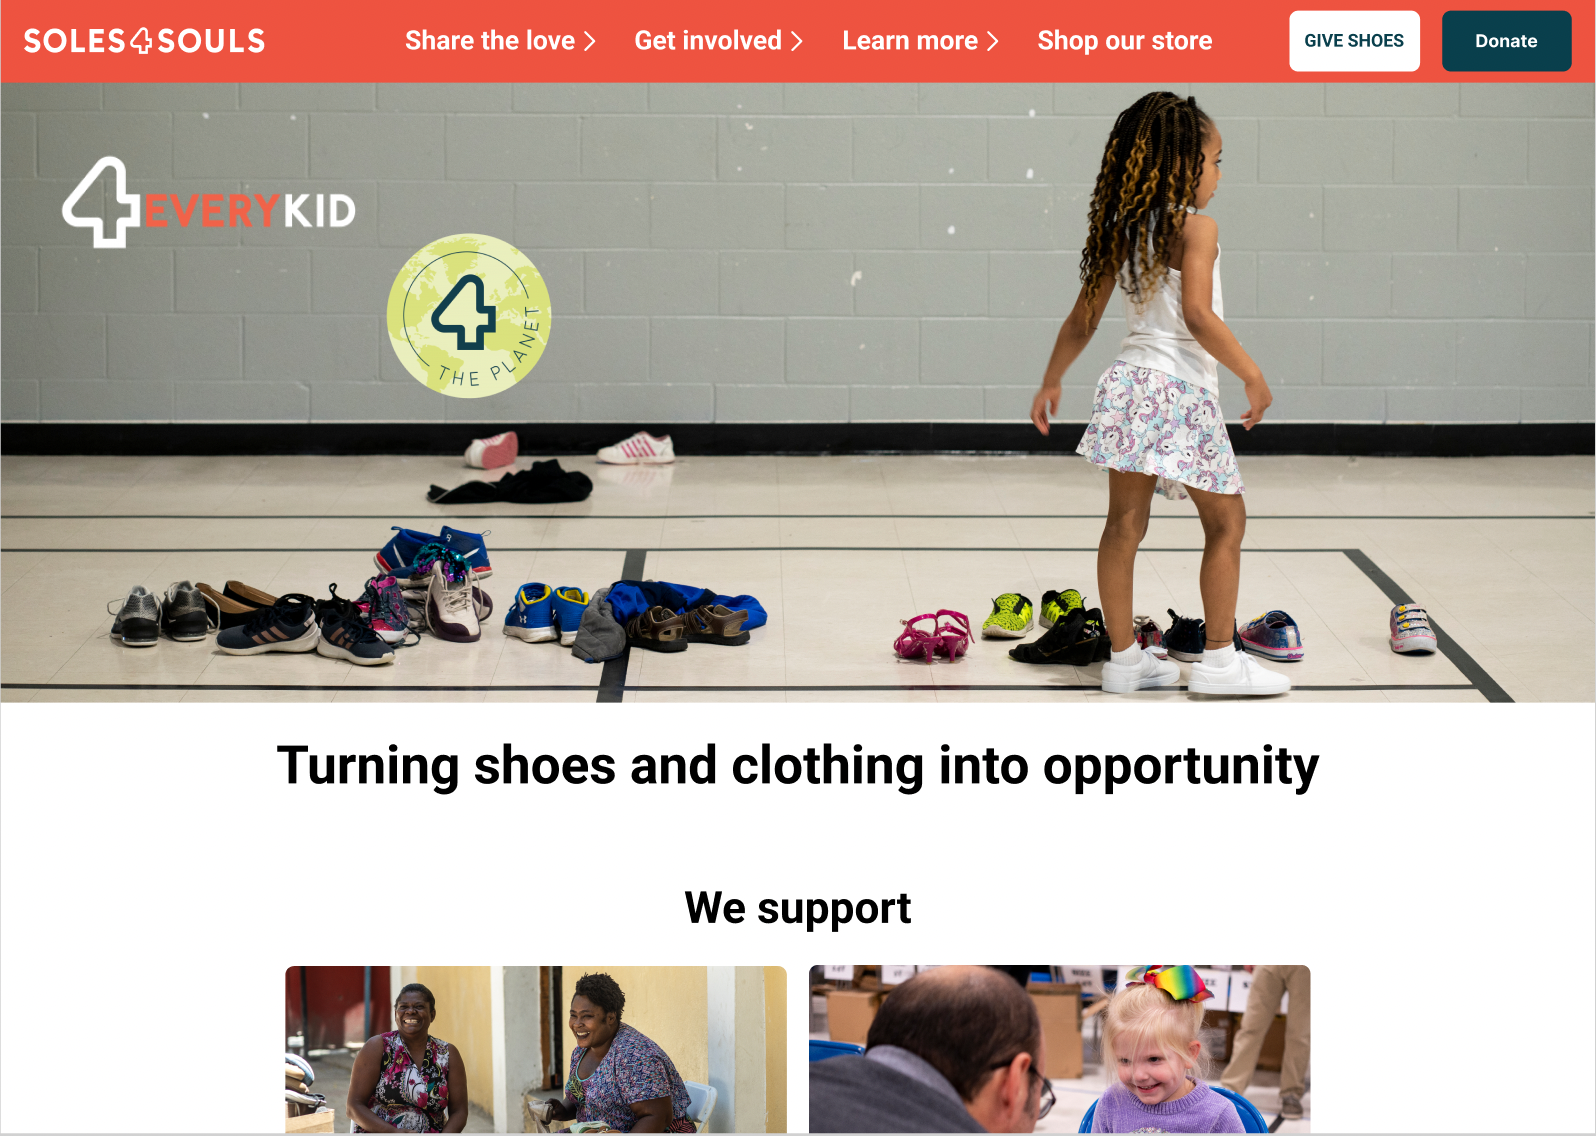 SOLES4SOULS
Share the love
Get involved
Learn more
Shop our store
GIVE SHOES
Donate
4EVERYKID
4
THE PLANET
Turning shoes and clothing into opportunity
We support